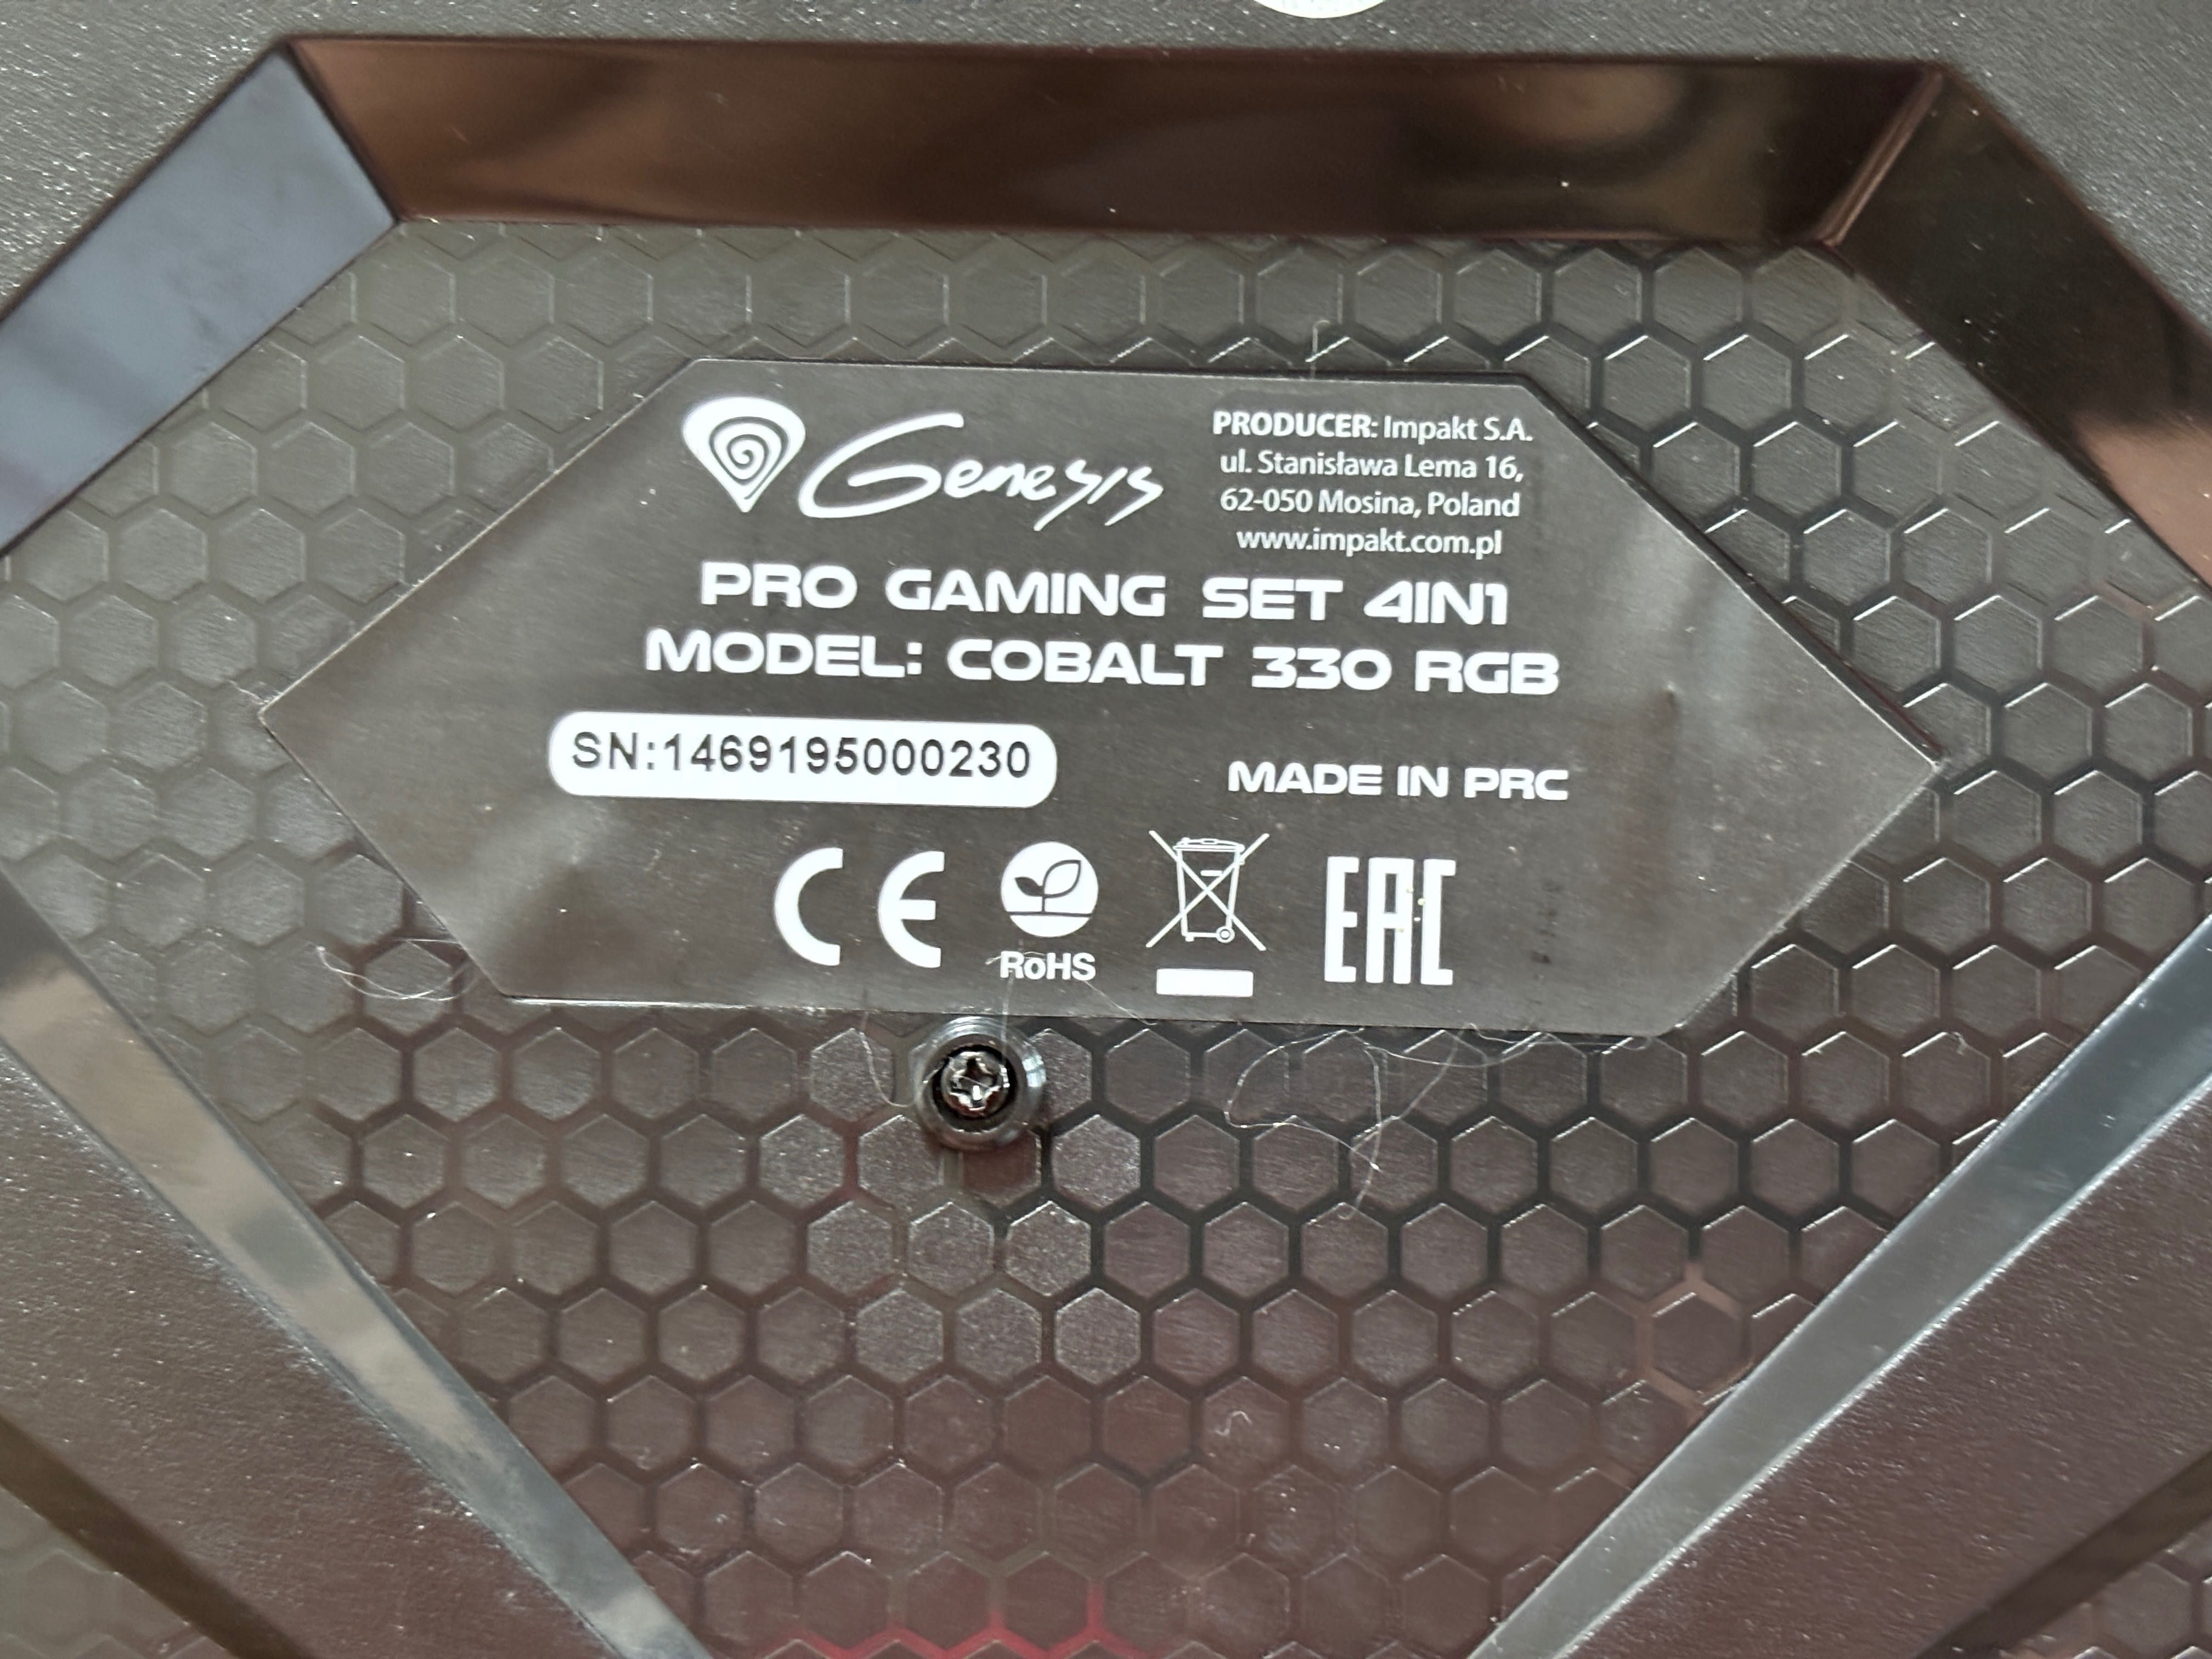 Genesis
PRODUCER: Impakt S.A.
ul. Stanisława Lema 16,
62-050 Mosina, Poland
www.impakt.com.pl
PRO GAMING SET 4IN1
MODEL: COBALT 330 RGB
SN:1469195000230
MADE IN PRC
CE
RoHS
EAC